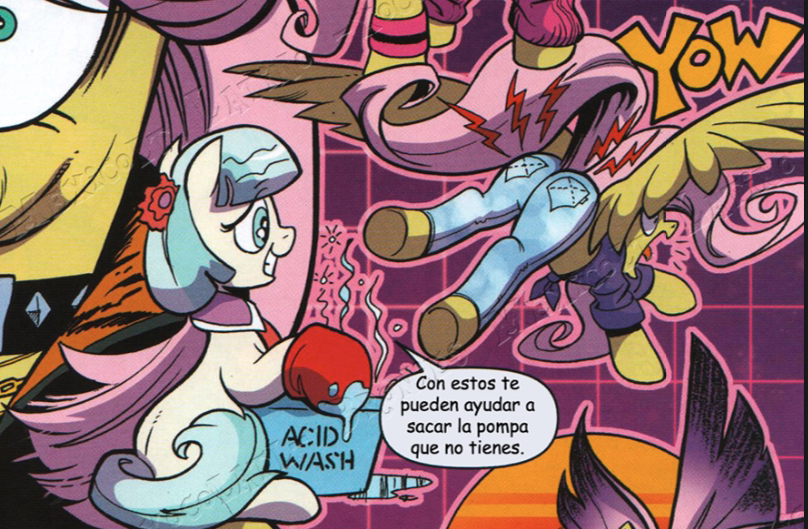 YOW
Con estos te
pueden ayudar a
sacar la pompa
que no tienes.
ACID
WASH